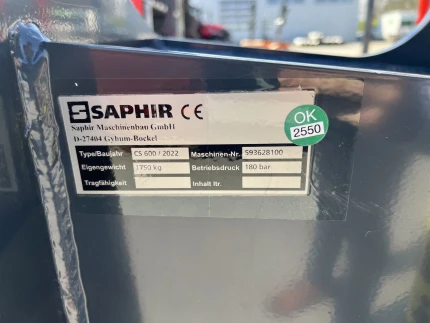 SAPHIR CE
Saphir Maschinenbau GmbH
D-27404 Gyhum-Bockel
OK
2550
Type/Baujahr CS 600 / 2022 Maschinen-Nr. 593628100
Eigengewicht 1750 kg Betriebsdruck 180 bar
Tragfähigkeit Inhalt ltr.